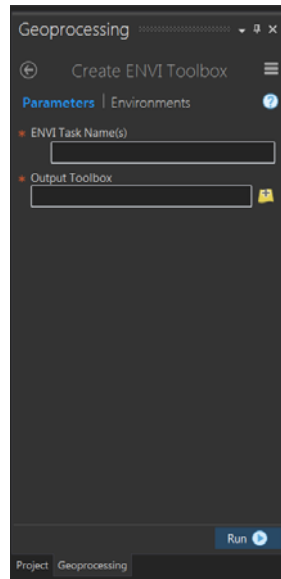 Geoprocessing
Create ENVI Toolbox
Parameters | Environments
* ENVI Task Name(s)
* Output Toolbox
Run
Project Geoprocessing